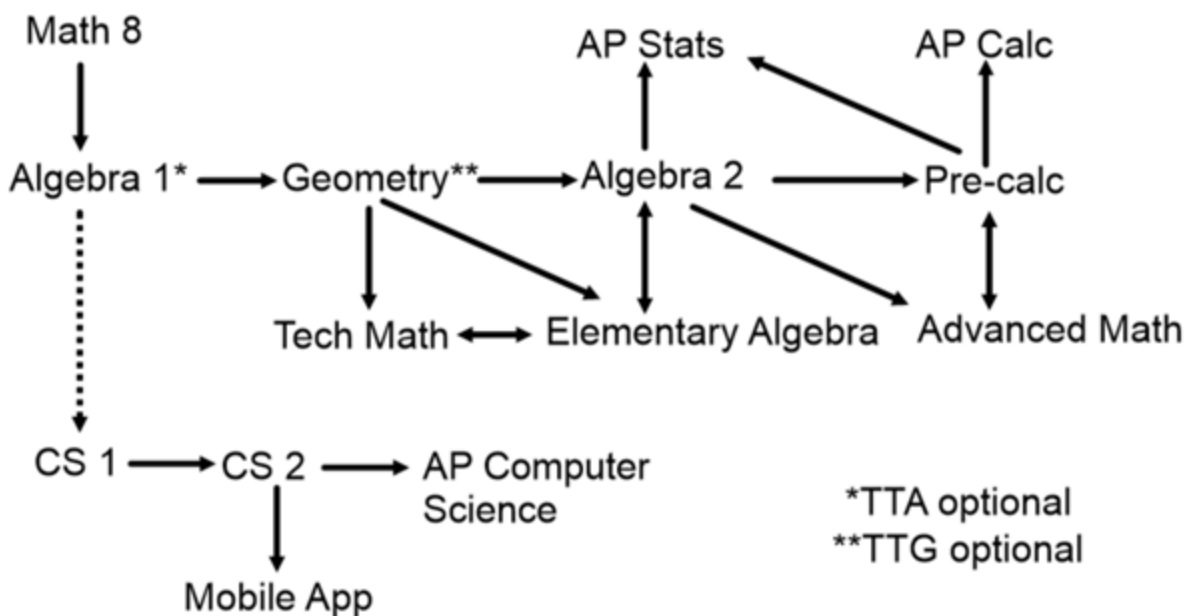 Math 8
AP Stats
AP Calc
Algebra 1*
Geometry**
Algebra 2
Pre-calc
Tech Math
Elementary Algebra
Advanced Math
CS 1
CS 2
AP Computer
Science
*TTA optional
**TTG optional
Mobile App